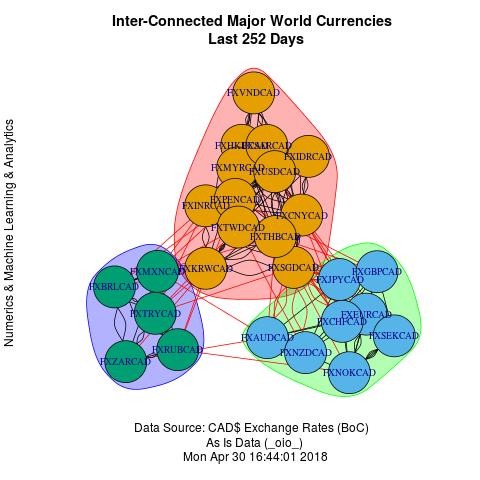 Inter-Connected Major World Currencies
Last 252 Days
Numerics & Machine Learning & Analytics
FXVNDCAD
FXIDRCAD
FXMYRCAD
FXUSDCAD
FXPENCAD
FXINRCAD
FXCNYCAD
FXTWDCAD
FXTHBCAD
FXKRWCAD
FXSGDCAD
FXMXNCAD
FXBRLCAD
FXTRYCAD
FXRUBCAD
FXZARCAD
FXGBPCAD
FXJPYCAD
FXEURCAD
FXCHFCAD
FXAUDCAD
FXSEKCAD
FXNZDCAD
FXNOKCAD
Data Source: CAD$ Exchange Rates (BoC)
As Is Data (_oio_)
Mon Apr 30 16:44:01 2018